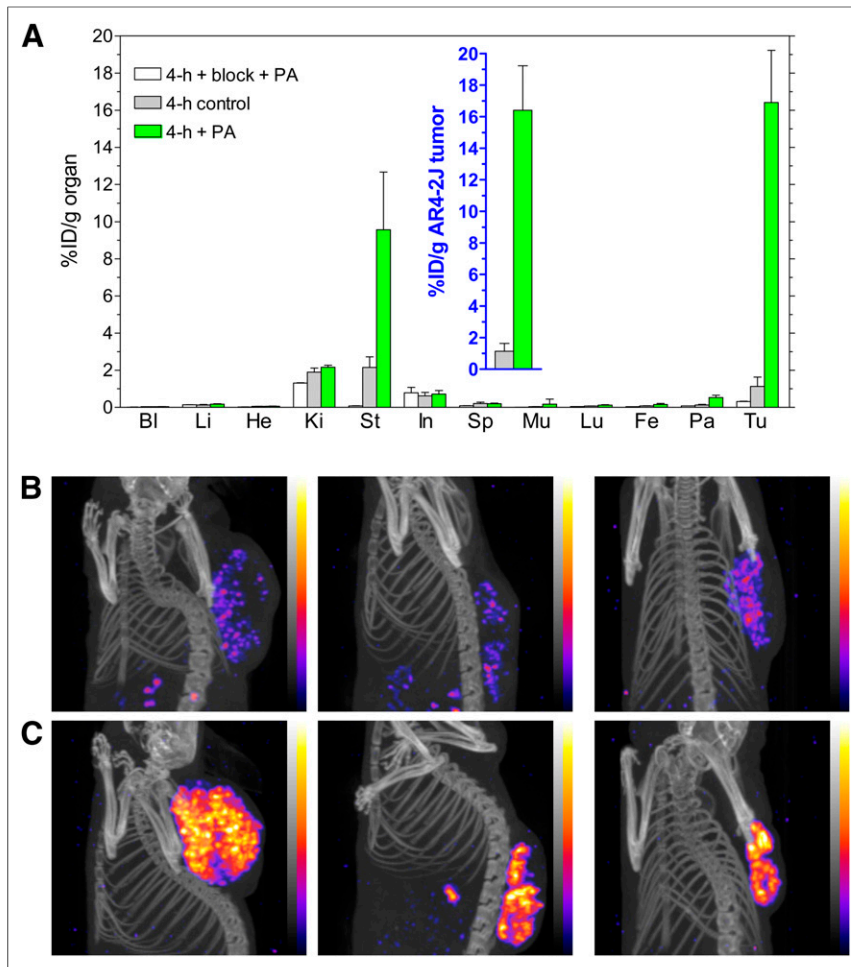 A
20
18
16
14
12
10
8
6
4
2
0
%ID/g organ
4-h + block + PA
4-h control
4-h + PA
20
18
16
14
12
10
8
6
4
2
0
%ID/g AR4-2J tumor
Bl Li He Ki St In Sp Mu Lu Fe Pa Tu
B
C